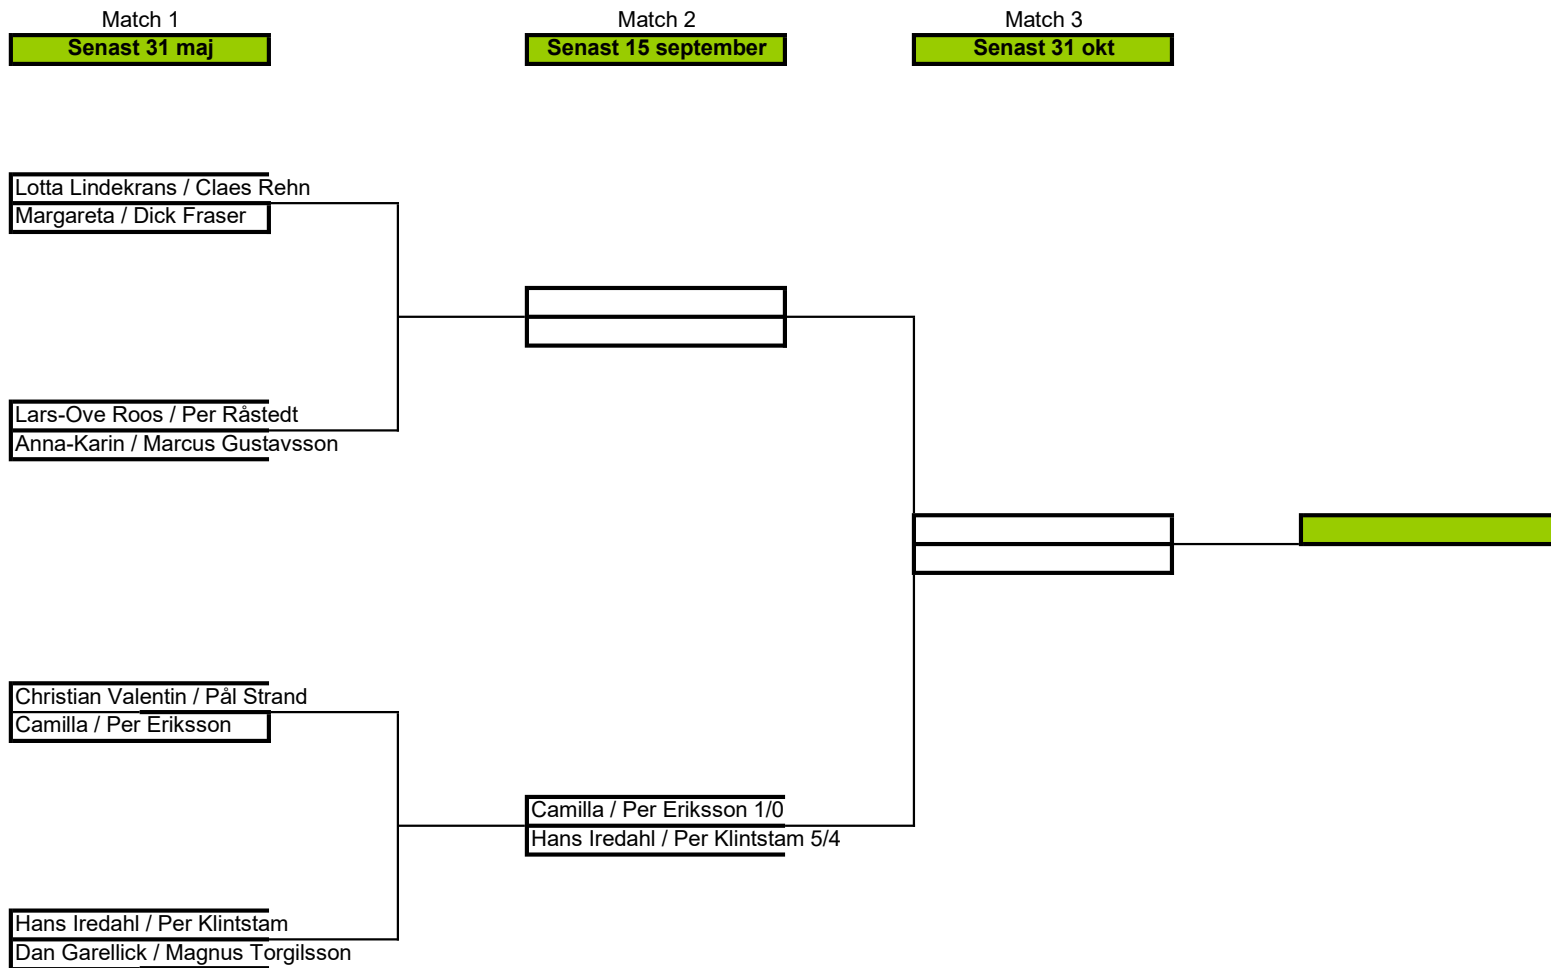 Match 1
Match 2
Match 3
Senast 31 maj
Senast 15 september
Senast 31 okt
Lotta Lindekrans / Claes Rehn
Margareta / Dick Fraser
Lars-Ove Roos / Per Råstedt
Anna-Karin / Marcus Gustavsson
Christian Valentin / Pål Strand
Camilla / Per Eriksson
Camilla / Per Eriksson 1/0
Hans Iredahl / Per Klintstam 5/4
Hans Iredahl / Per Klintstam
Dan Garellick / Magnus Torgilsson